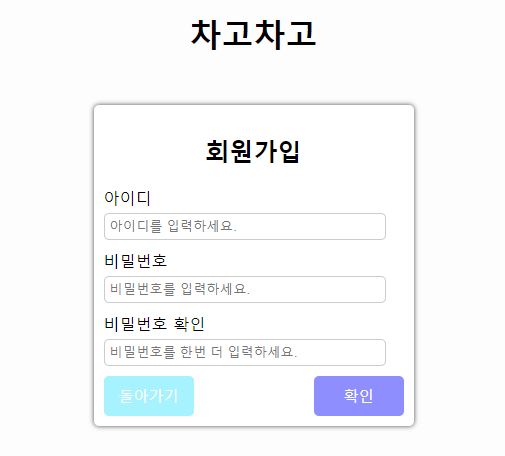 차고차고
회원가입
아이디
아이디를 입력하세요.
비밀번호
비밀번호를 입력하세요.
비밀번호 확인
비밀번호를 한번 더 입력하세요.
돌아가기 확인